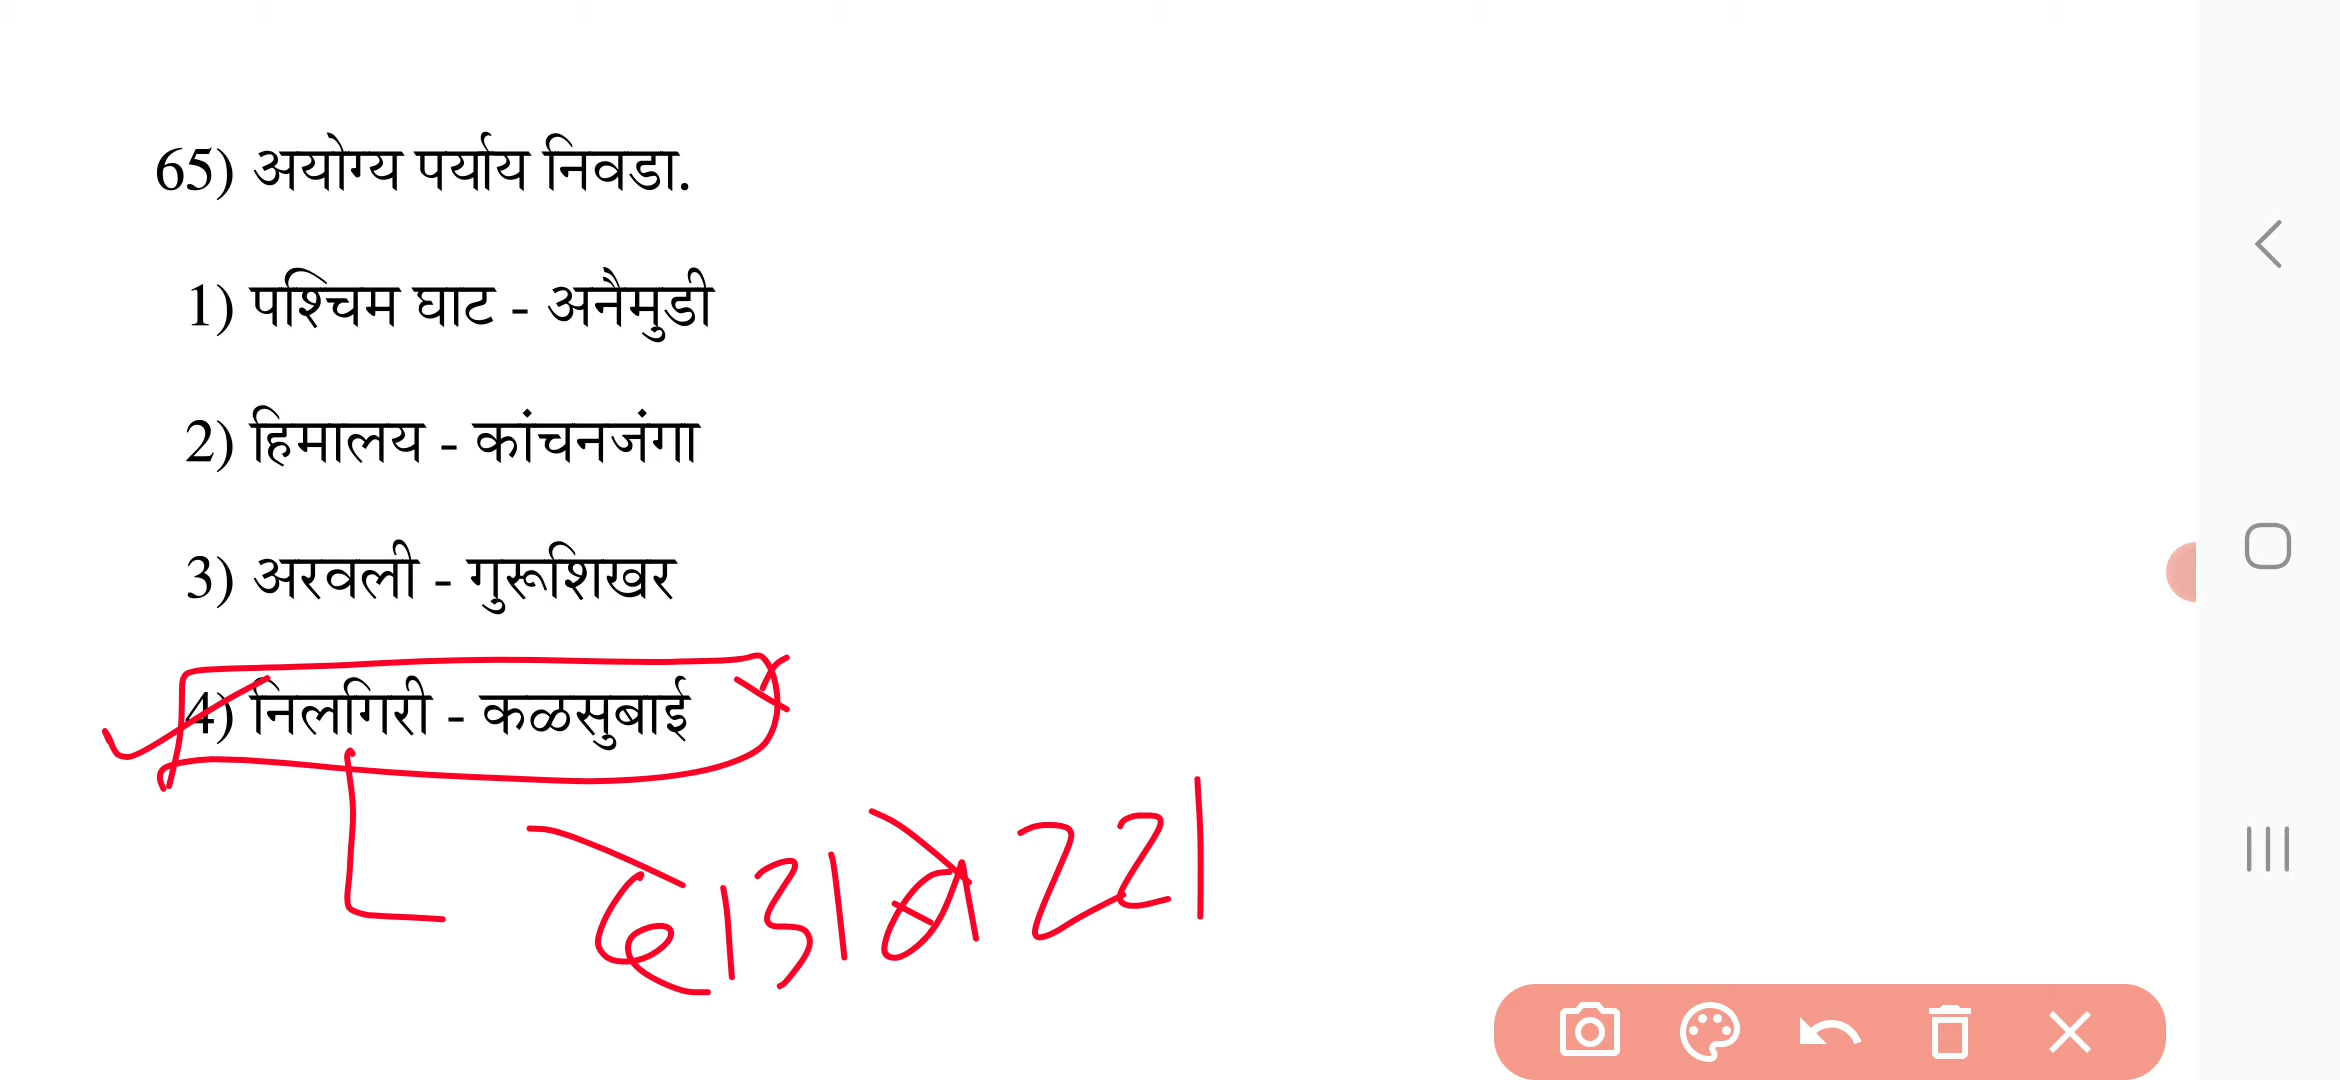 65) अयोग्य पर्याय निवडा.
1) पश्चिम घाट - अनैमुडी
2) हिमालय - कांचनजंगा
3) अरवली - गुरूशिखर
4) निलगिरी - कळसुबाई